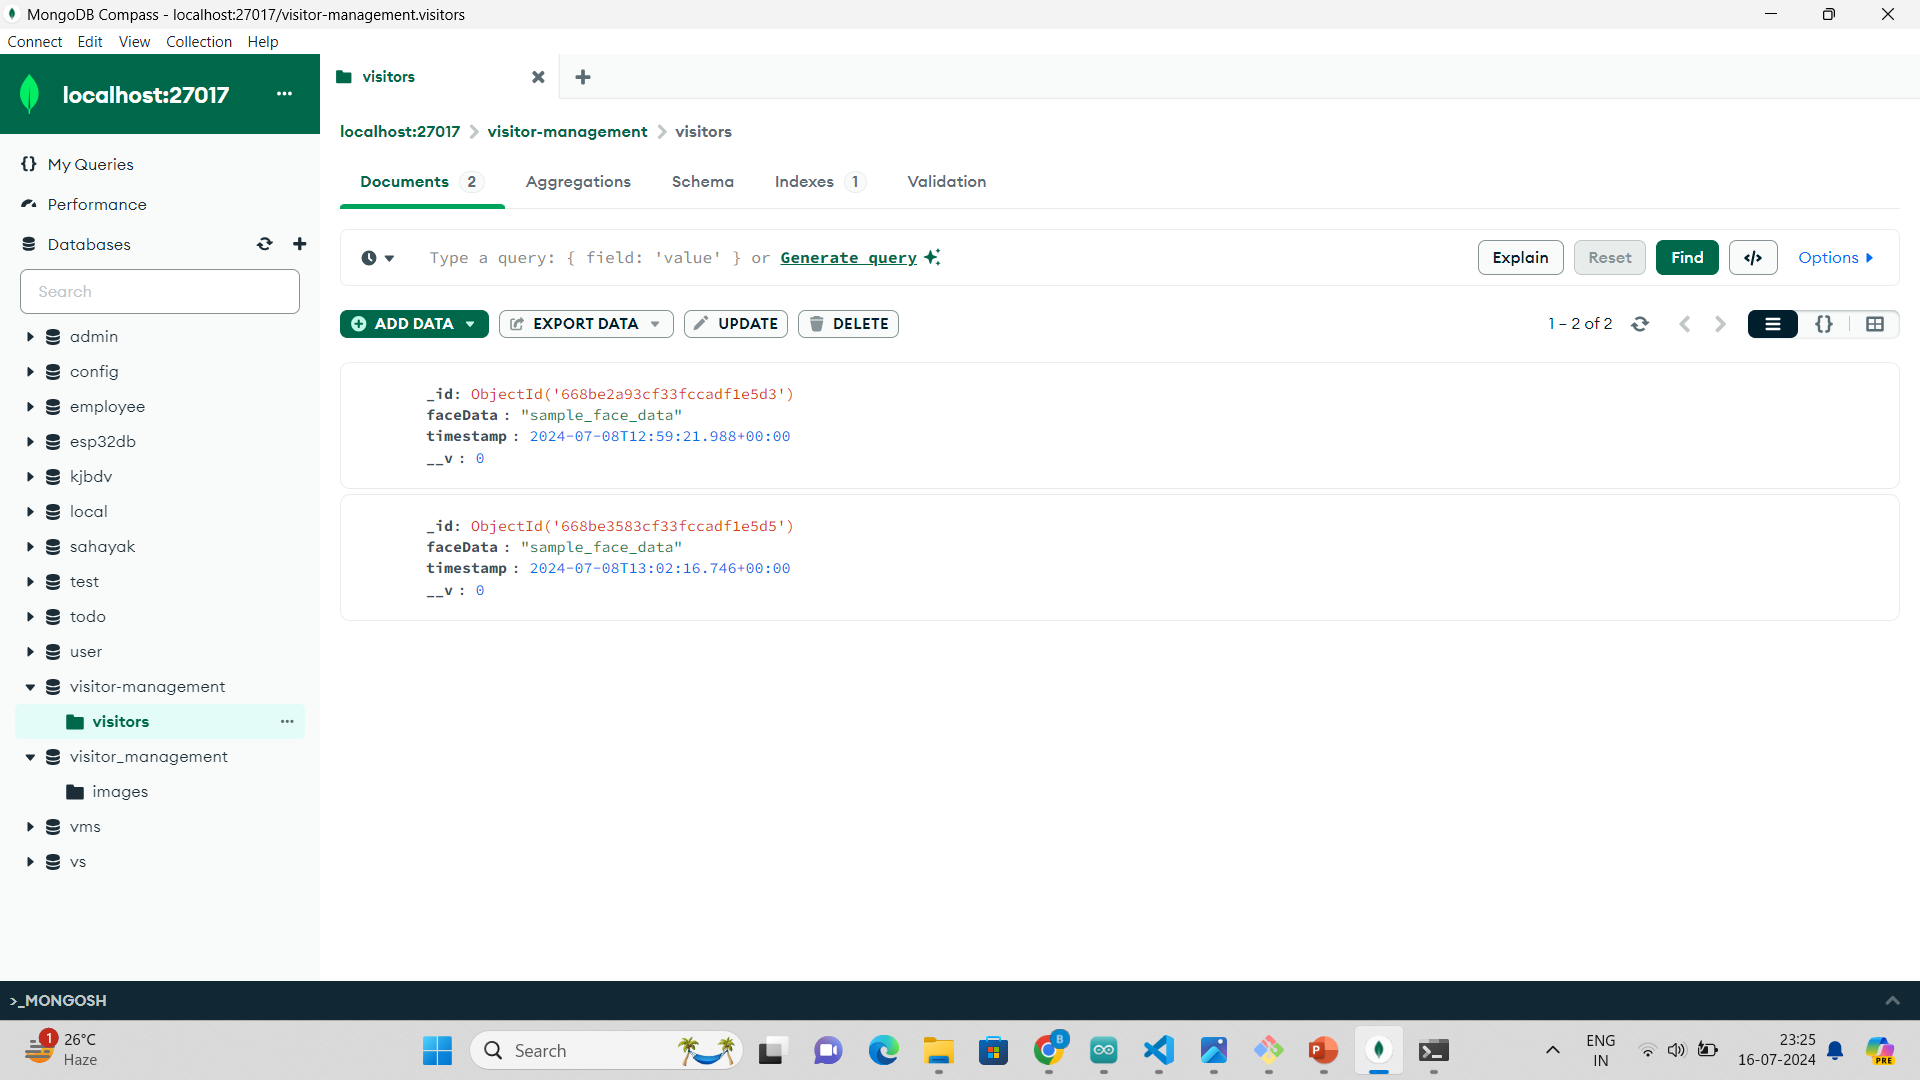 MongoDB Compass - localhost:27017/visitor-management.visitors
Connect Edit View Collection Help
localhost:27017 ...
visitors
localhost:27017 > visitor-management > visitors
{} My Queries
Performance
Databases
Search
admin
config
employee
esp32db
kjbdv
local
sahayak
test
todo
user
visitor-management
visitors ...
visitor_management
images
vms
vs
Documents 2 Aggregations Schema Indexes 1 Validation
Type a query: { field: 'value' } or Generate query
Explain Reset Find </> Options
ADD DATA EXPORT DATA UPDATE DELETE
1 – 2 of 2 {}
_id: ObjectId('668be2a93cf33fccadf1e5d3')
faceData : "sample_face_data"
timestamp : 2024-07-08T12:59:21.988+00:00
__v : 0
_id: ObjectId('668be3583cf33fccadf1e5d5')
faceData : "sample_face_data"
timestamp : 2024-07-08T13:02:16.746+00:00
__v : 0
>_MONGOSH
1 26°C
Haze
Search
B
P
ENG
IN
23:25
16-07-2024
PRE